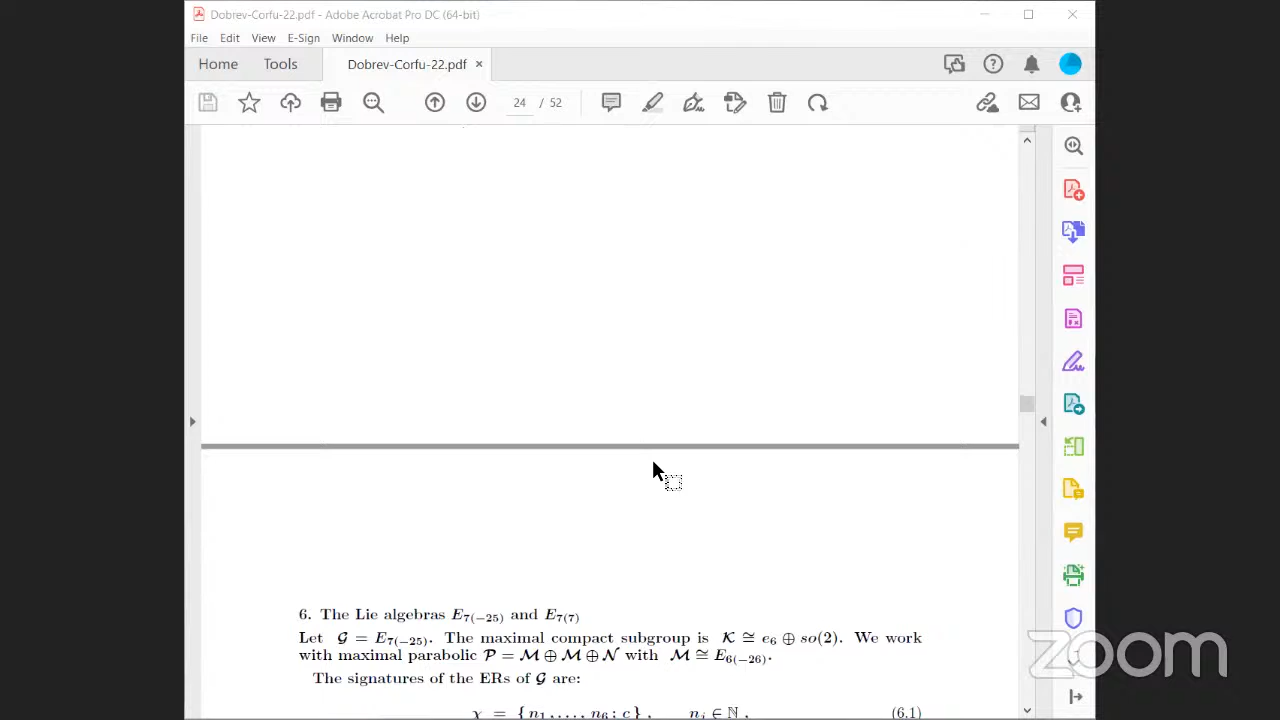 Dobrev-Corfu-22.pdf - Adobe Acrobat Pro DC (64-bit)
File Edit View E-Sign Window Help
Home Tools Dobrev-Corfu-22.pdf ×
24 / 52
6. The Lie algebras E₇₍₋₂₅₎ and E₇₍₇₎
Let 𝒢 = E₇₍₋₂₅₎. The maximal compact subgroup is 𝒦 ≅ e₆ ⊕ so(2). We work
with maximal parabolic 𝒫 = ℳ ⊕ ℳ ⊕ 𝒩 with ℳ ≅ E₆₍₋₂₆₎.
The signatures of the ERs of 𝒢 are:
χ = { n₁, . . . , n₆ ; c } , nⱼ ∈ ℕ , (6.1)
zoom